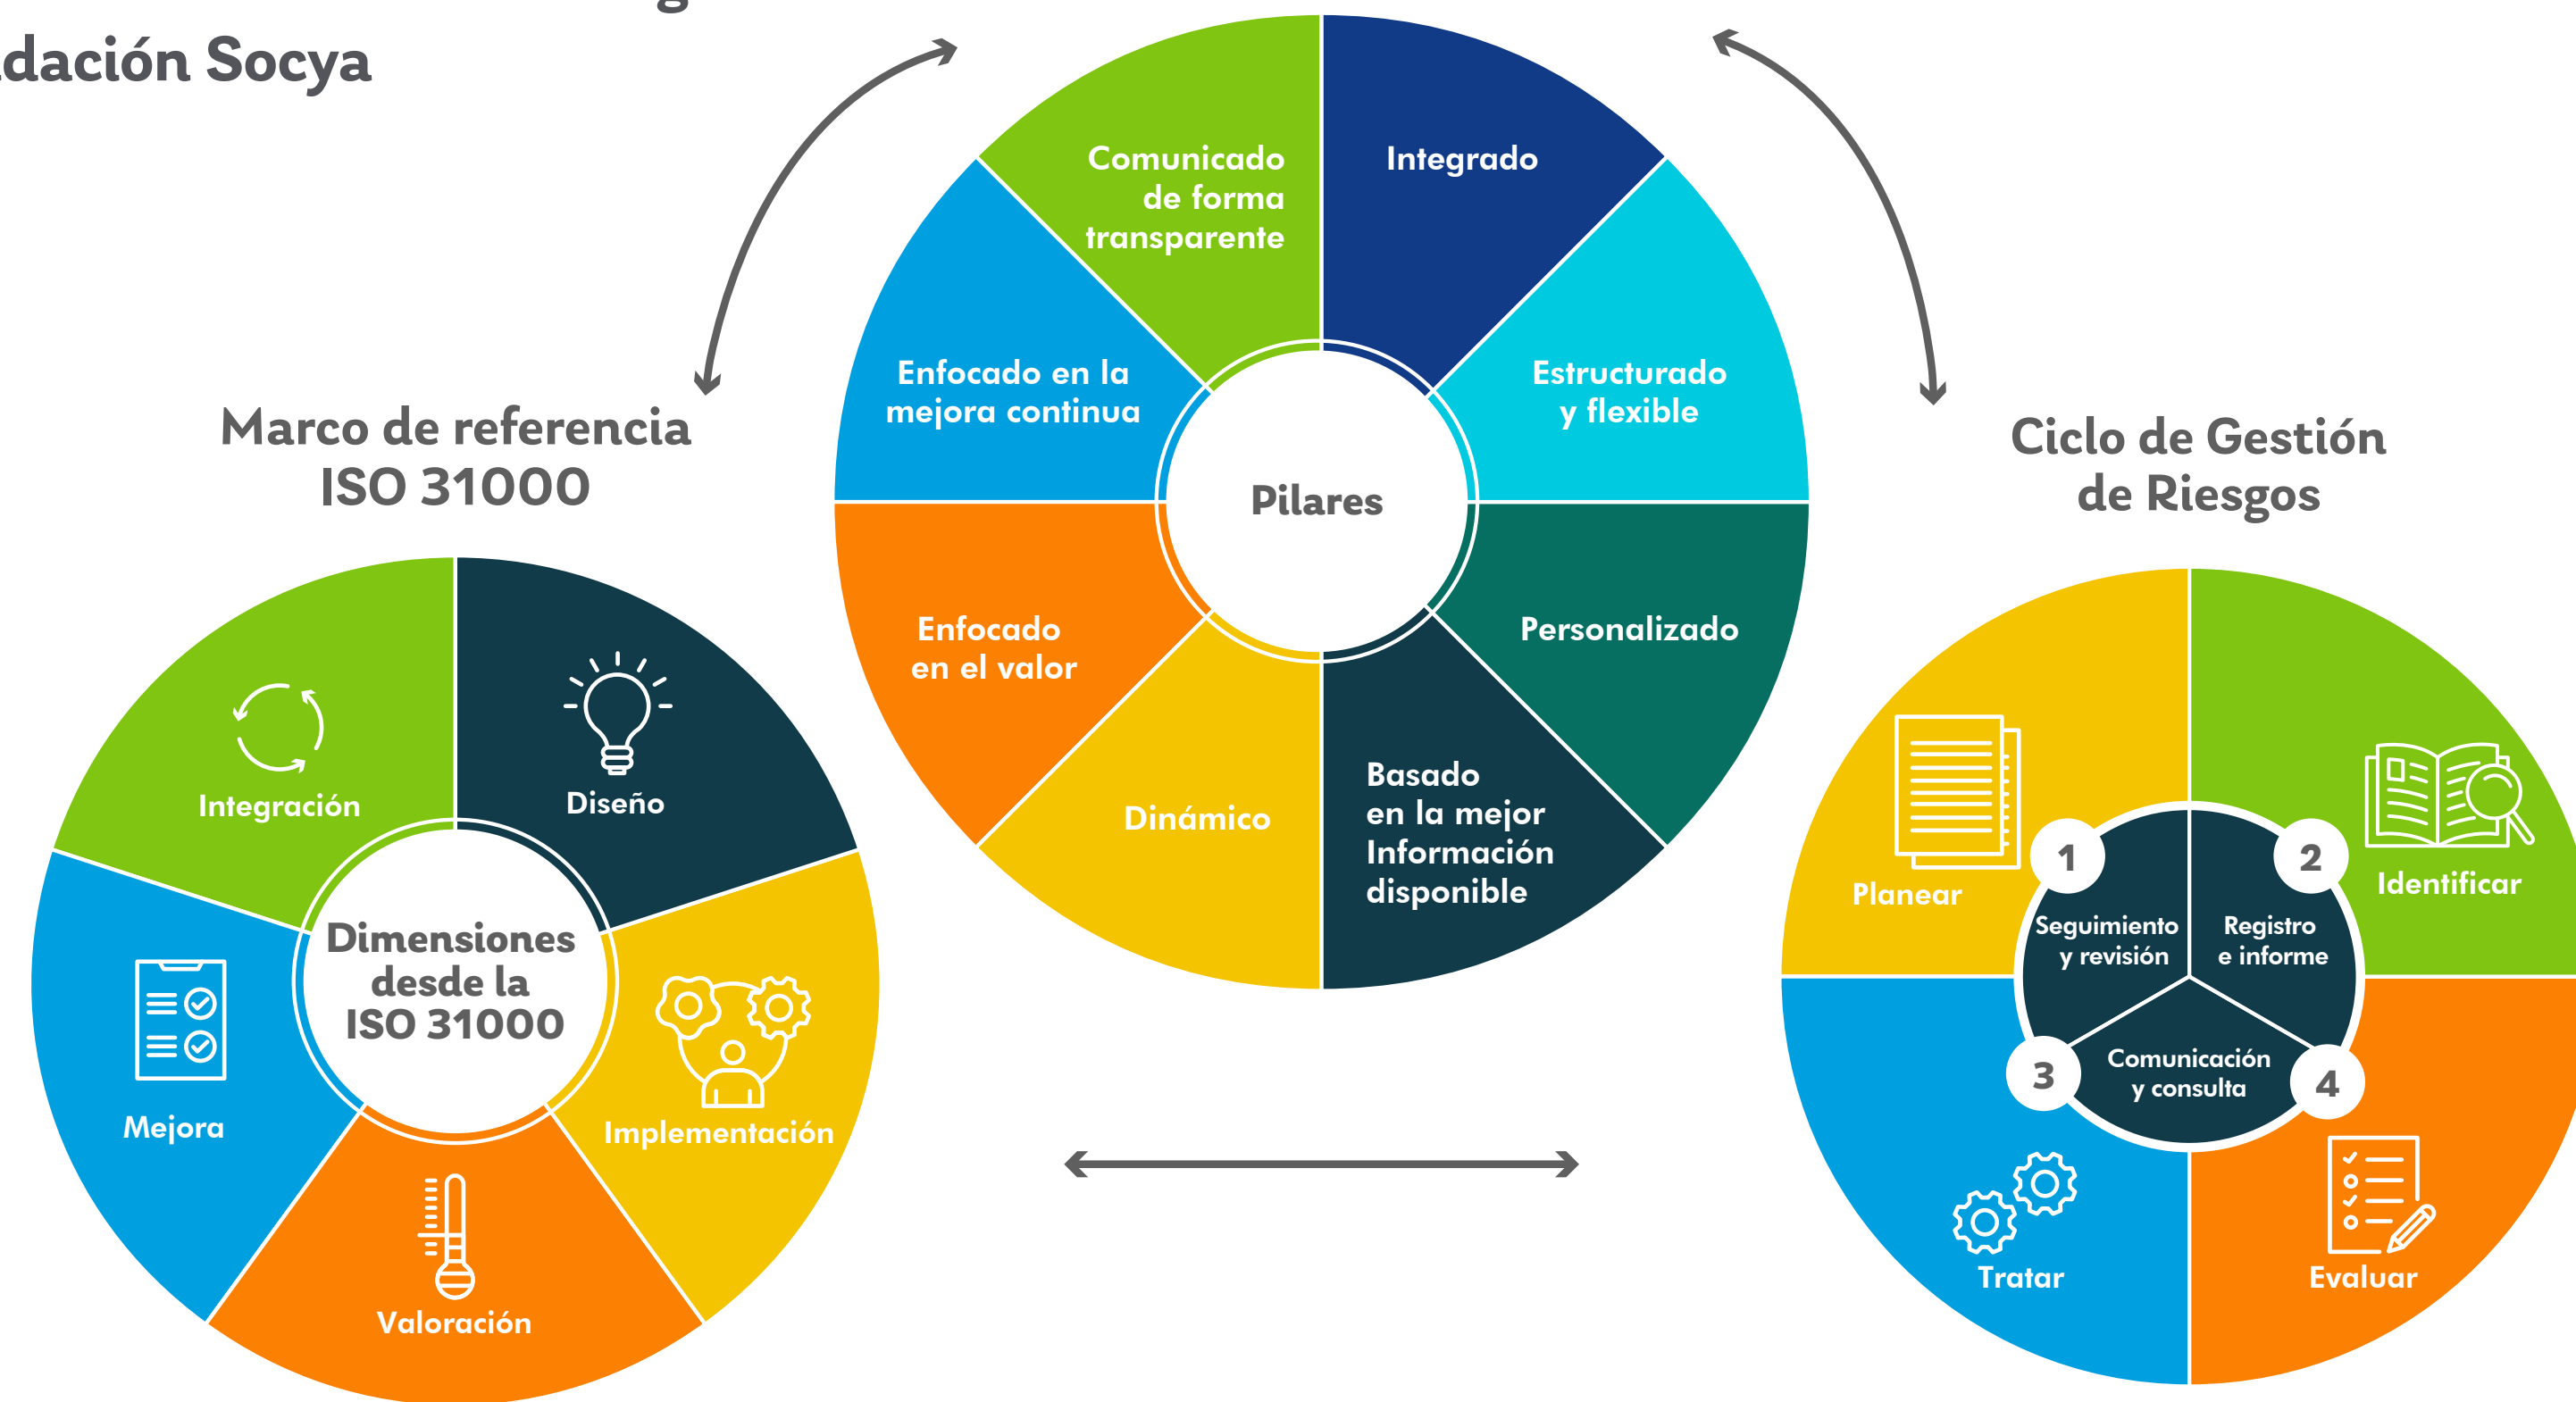 dación Socya
Comunicado
de forma
transparente
Integrado
Estructurado
y flexible
Personalizado
Basado
en la mejor
Información
disponible
Dinámico
Enfocado
en el valor
Enfocado en la
mejora continua
Pilares
Marco de referencia
ISO 31000
Integración
Diseño
Implementación
Valoración
Mejora
Dimensiones
desde la
ISO 31000
Ciclo de Gestión
de Riesgos
Planear
Identificar
1
2
Seguimiento
y revisión
Registro
e informe
Comunicación
y consulta
3
4
Tratar
Evaluar